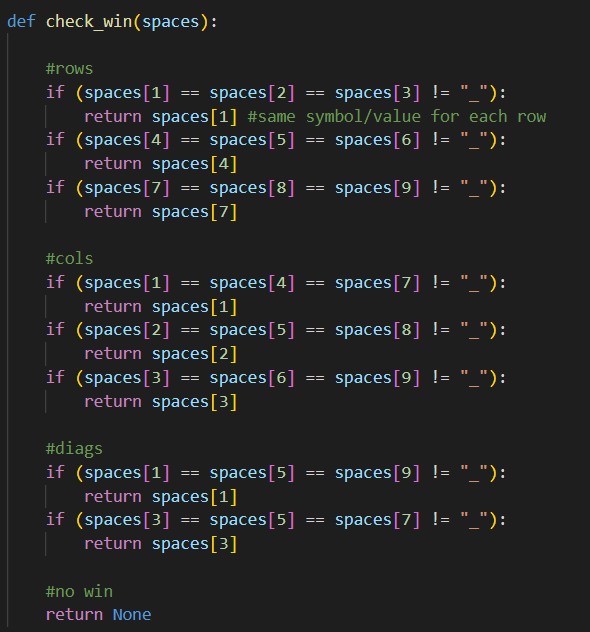 def check_win(spaces):
#rows
if (spaces[1] == spaces[2] == spaces[3] != "_"):
return spaces[1] #same symbol/value for each row
if (spaces[4] == spaces[5] == spaces[6] != "_"):
return spaces[4]
if (spaces[7] == spaces[8] == spaces[9] != "_"):
return spaces[7]
#cols
if (spaces[1] == spaces[4] == spaces[7] != "_"):
return spaces[1]
if (spaces[2] == spaces[5] == spaces[8] != "_"):
return spaces[2]
if (spaces[3] == spaces[6] == spaces[9] != "_"):
return spaces[3]
#diags
if (spaces[1] == spaces[5] == spaces[9] != "_"):
return spaces[1]
if (spaces[3] == spaces[5] == spaces[7] != "_"):
return spaces[3]
#no win
return None